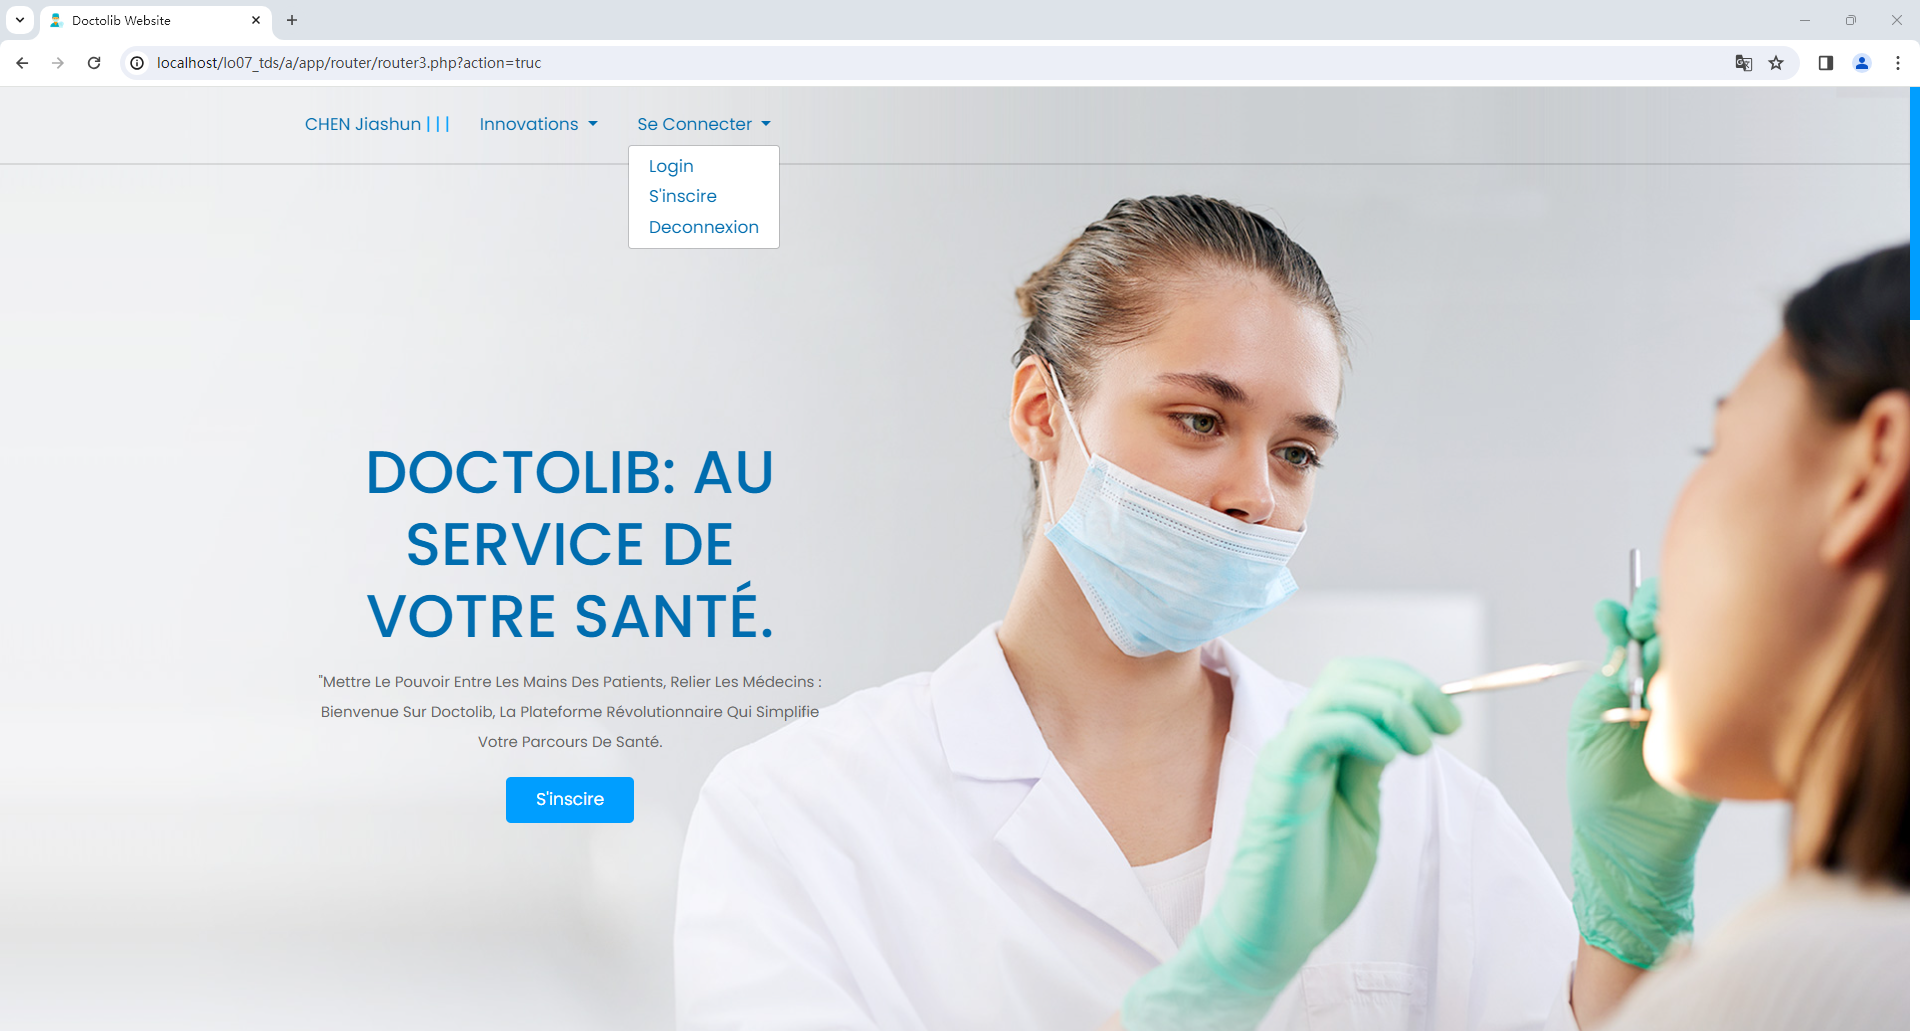 Doctolib Website
localhost/lo07_tds/a/app/router/router3.php?action=truc
CHEN Jiashun | | | Innovations Se Connecter
Login
S'inscire
Deconnexion
DOCTOLIB: AU
SERVICE DE
VOTRE SANTÉ.
"Mettre Le Pouvoir Entre Les Mains Des Patients, Relier Les Médecins :
Bienvenue Sur Doctolib, La Plateforme Révolutionnaire Qui Simplifie
Votre Parcours De Santé.
S'inscire